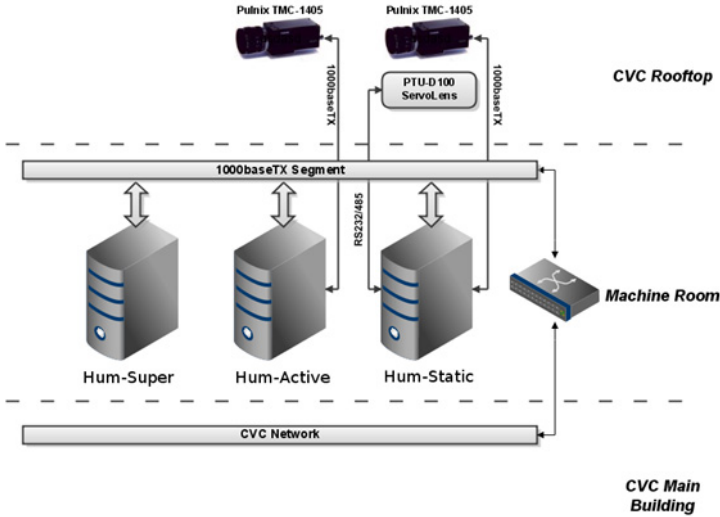 Pulnix TMC-1405
Pulnix TMC-1405
1000baseTX
PTU-D100
ServoLens
1000baseTX
CVC Rooftop
1000baseTX Segment
RS232/485
Machine Room
Hum-Super
Hum-Active
Hum-Static
CVC Network
CVC Main
Building